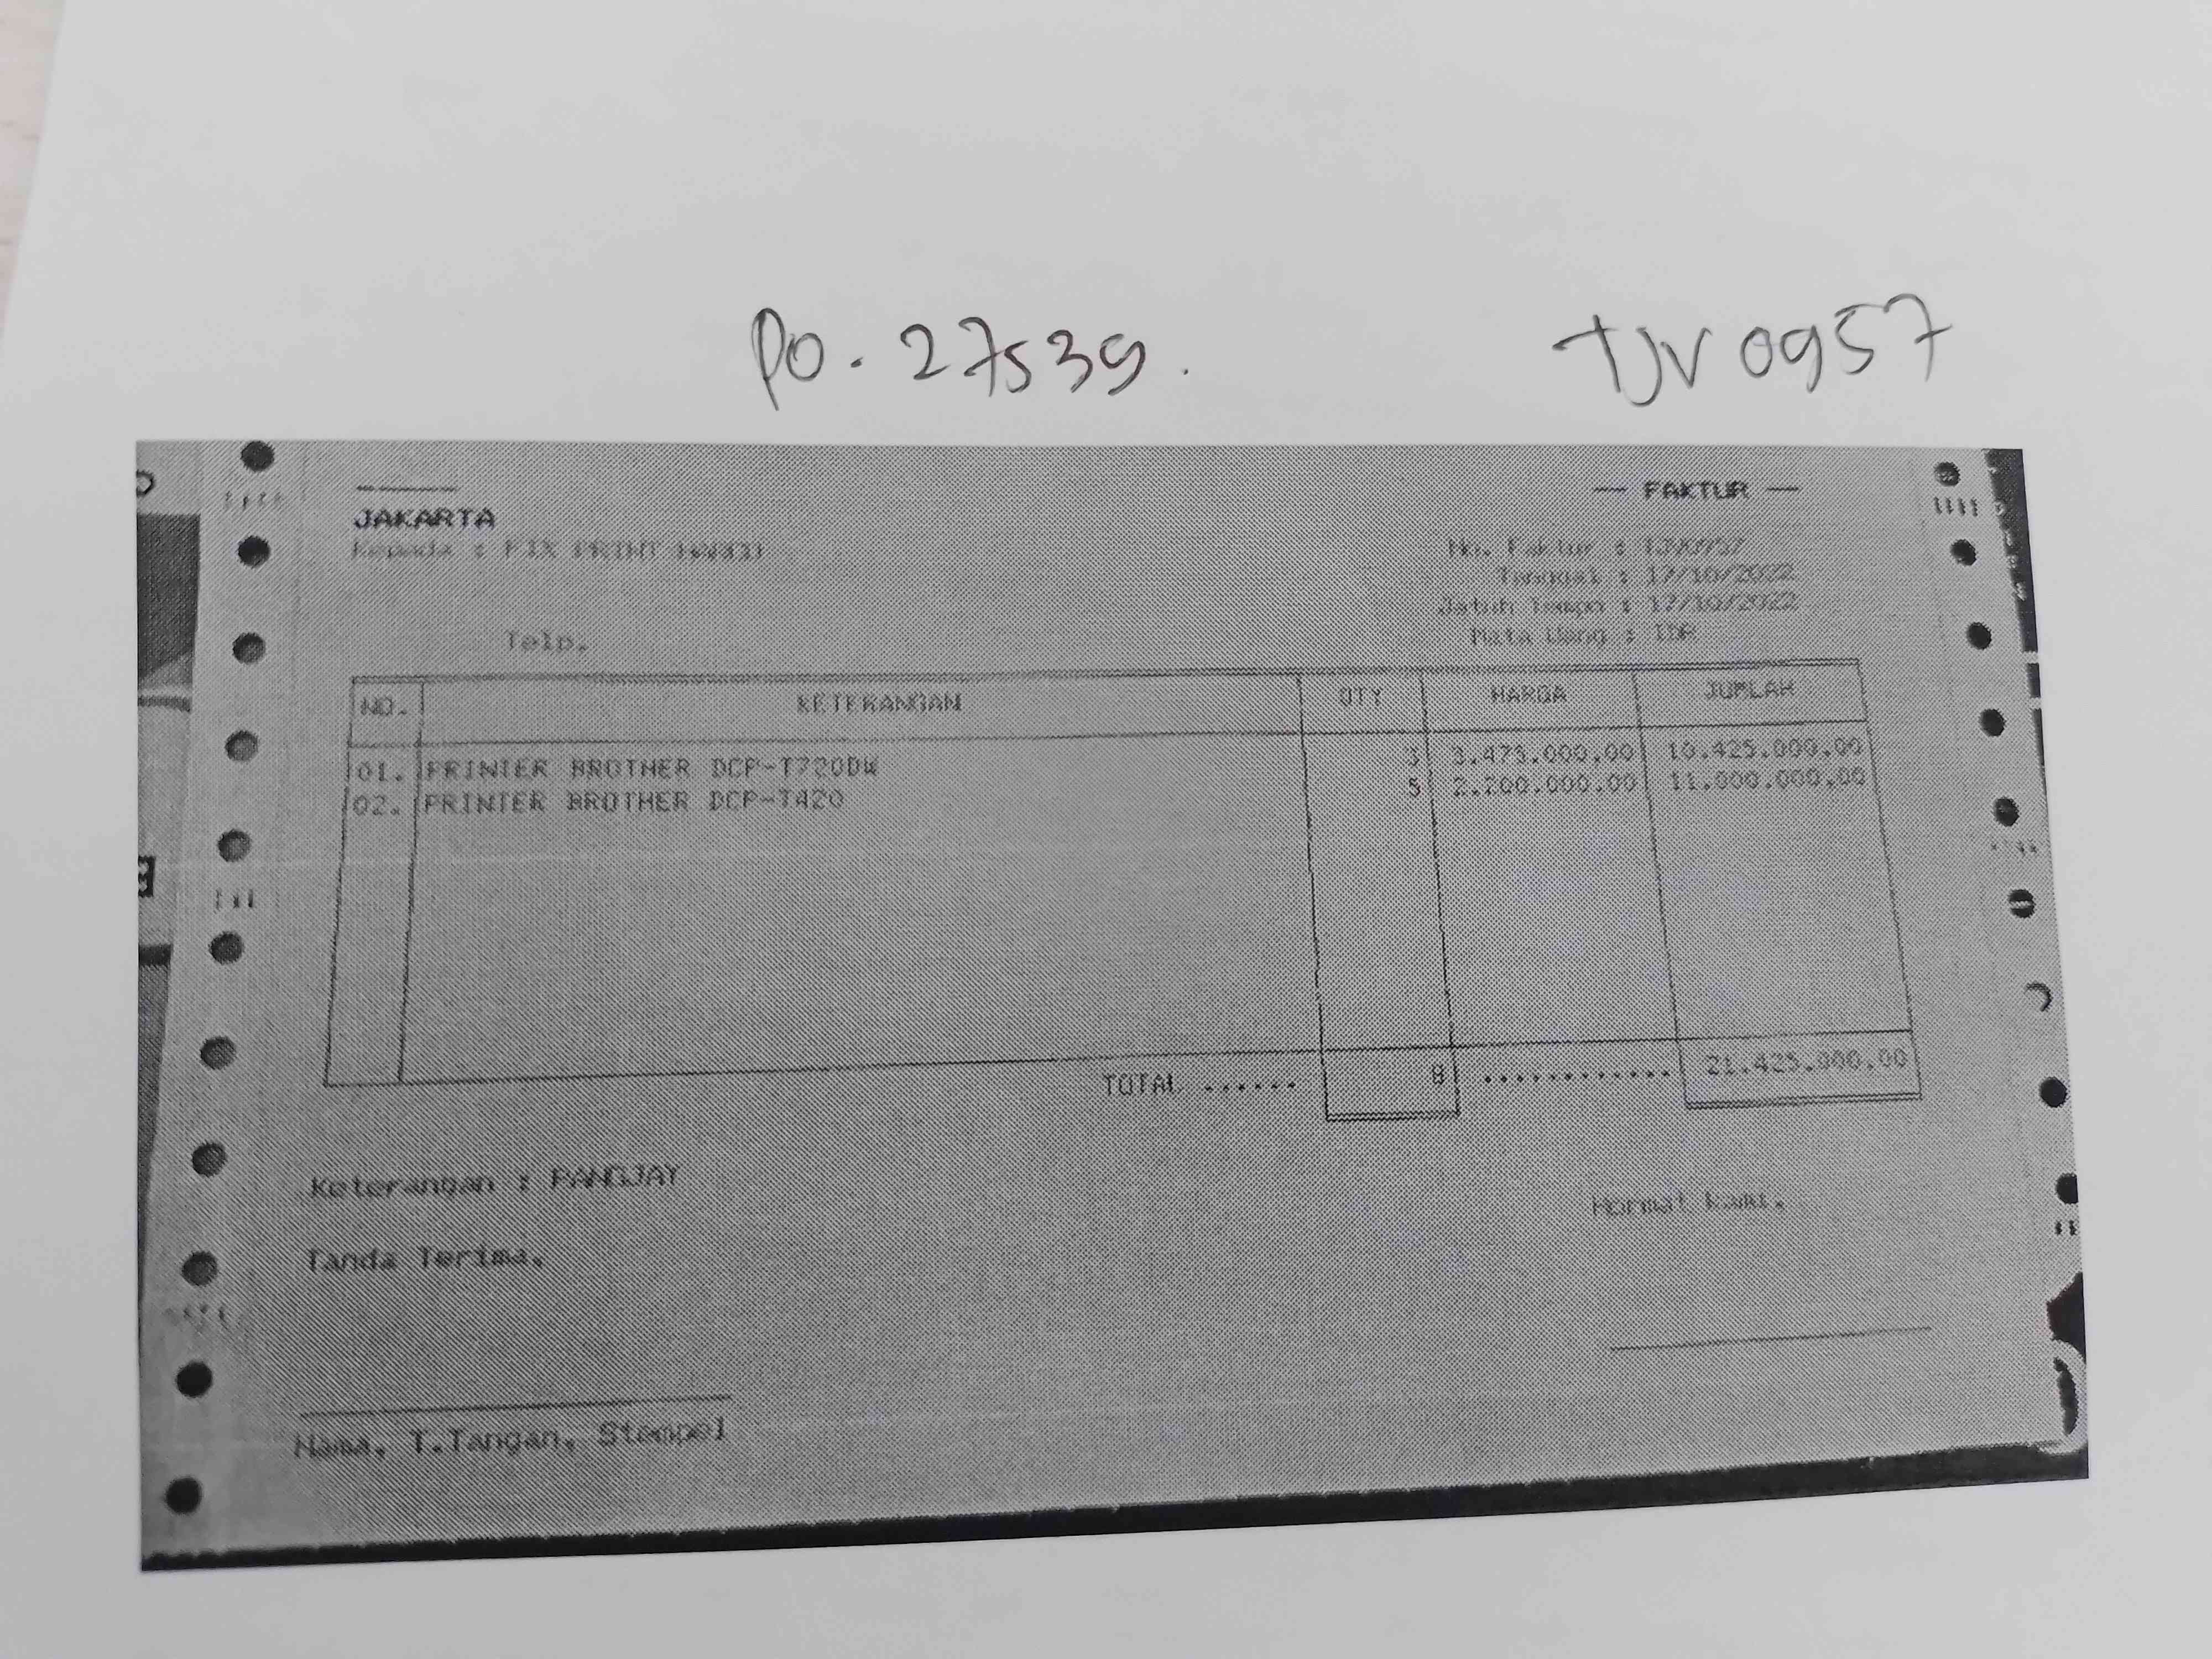 PO. 27539.
TJV0957
— FAKTUR —
JAKARTA
Kepada : FIX PRINT
No. Faktur : TJV0957
Tanggal : 17/10/2022
Jatuh Tempo : 17/10/2022
Mata Uang : IDR
Telp.
NO. KETERANGAN QTY HARGA JUMLAH
01. PRINTER BROTHER DCP-T720DW 3 3.475.000,00 10.425.000,00
02. PRINTER BROTHER DCP-T420 5 2.200.000,00 11.000.000,00
TOTAL ...... 8 ............ 21.425.000,00
Keterangan : PANGJAY
Hormat Kami,
Tanda Terima,
Nama, T.Tangan, Stempel